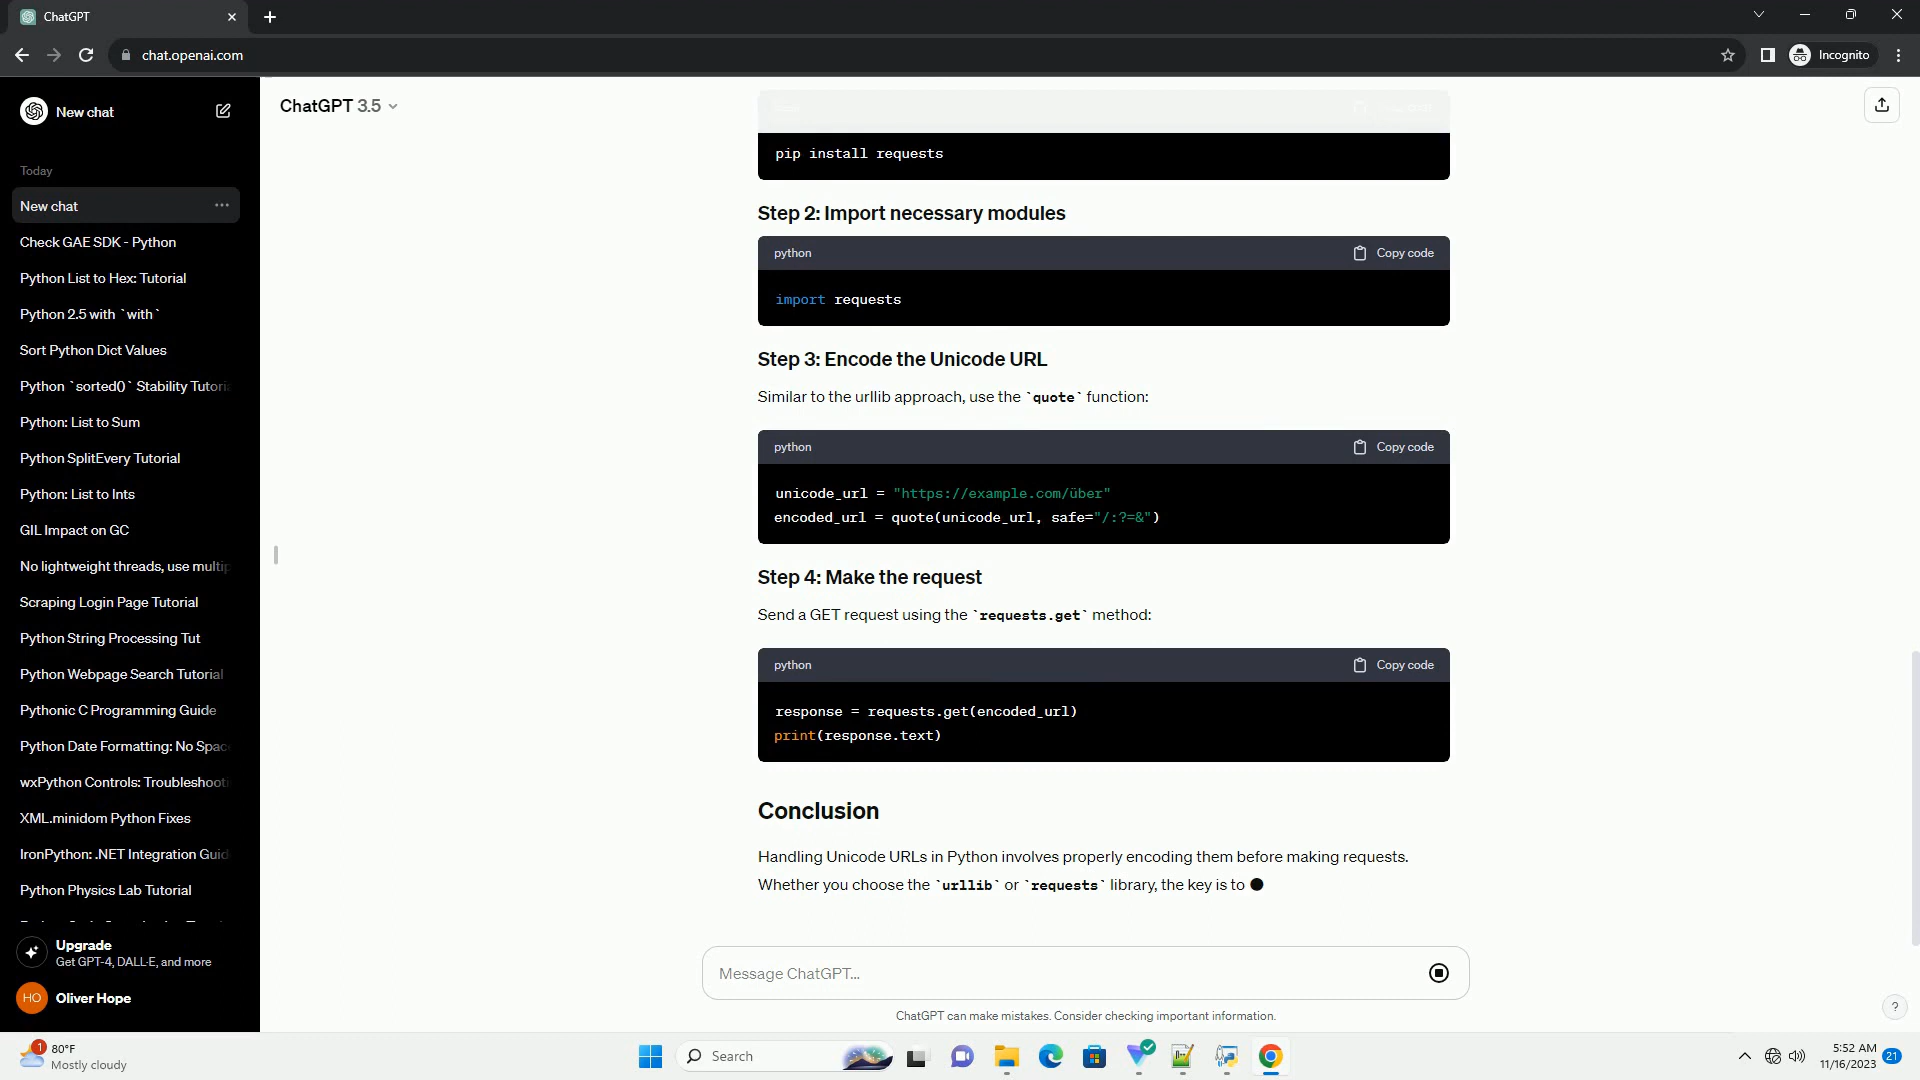 ChatGPT
chat.openai.com
Incognito
New chat
Today
New chat
Check GAE SDK - Python
Python List to Hex: Tutorial
Python 2.5 with `with`
Sort Python Dict Values
Python `sorted()` Stability Tutori
Python: List to Sum
Python SplitEvery Tutorial
Python: List to Ints
GIL Impact on GC
No lightweight threads, use multip
Scraping Login Page Tutorial
Python String Processing Tut
Python Webpage Search Tutorial
Pythonic C Programming Guide
Python Date Formatting: No Spac
wxPython Controls: Troubleshooti
XML.minidom Python Fixes
IronPython: .NET Integration Guid
Python Physics Lab Tutorial
Upgrade
Get GPT-4, DALL·E, and more
HO
Oliver Hope
ChatGPT 3.5
pip install requests
Step 2: Import necessary modules
python Copy code
import requests
Step 3: Encode the Unicode URL
Similar to the urllib approach, use the `quote` function:
python Copy code
unicode_url = "https://example.com/über"
encoded_url = quote(unicode_url, safe="/:?=&")
Step 4: Make the request
Send a GET request using the `requests.get` method:
python Copy code
response = requests.get(encoded_url)
print(response.text)
Conclusion
Handling Unicode URLs in Python involves properly encoding them before making requests.
Whether you choose the `urllib` or `requests` library, the key is to
Message ChatGPT...
ChatGPT can make mistakes. Consider checking important information.
?
1
80°F
Mostly cloudy
Search
5:52 AM
11/16/2023
21